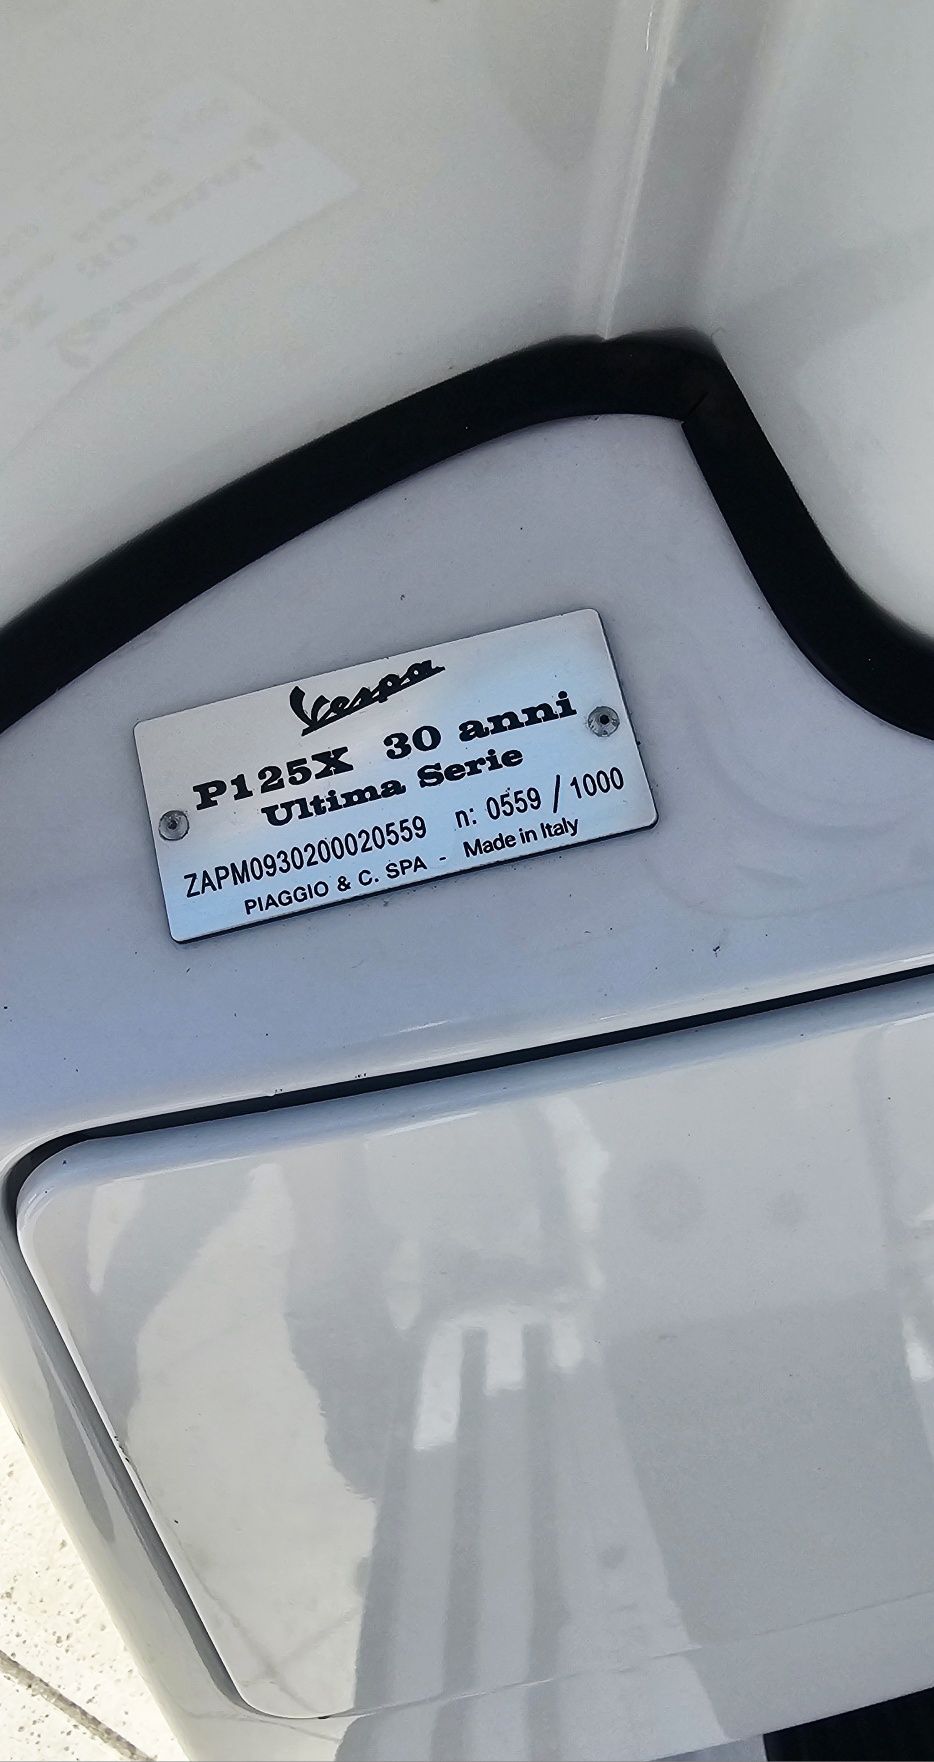 Vespa
P125X 30 anni
Ultima Serie
ZAPM0930200020559 n: 0559 / 1000
PIAGGIO & C. SPA - Made in Italy